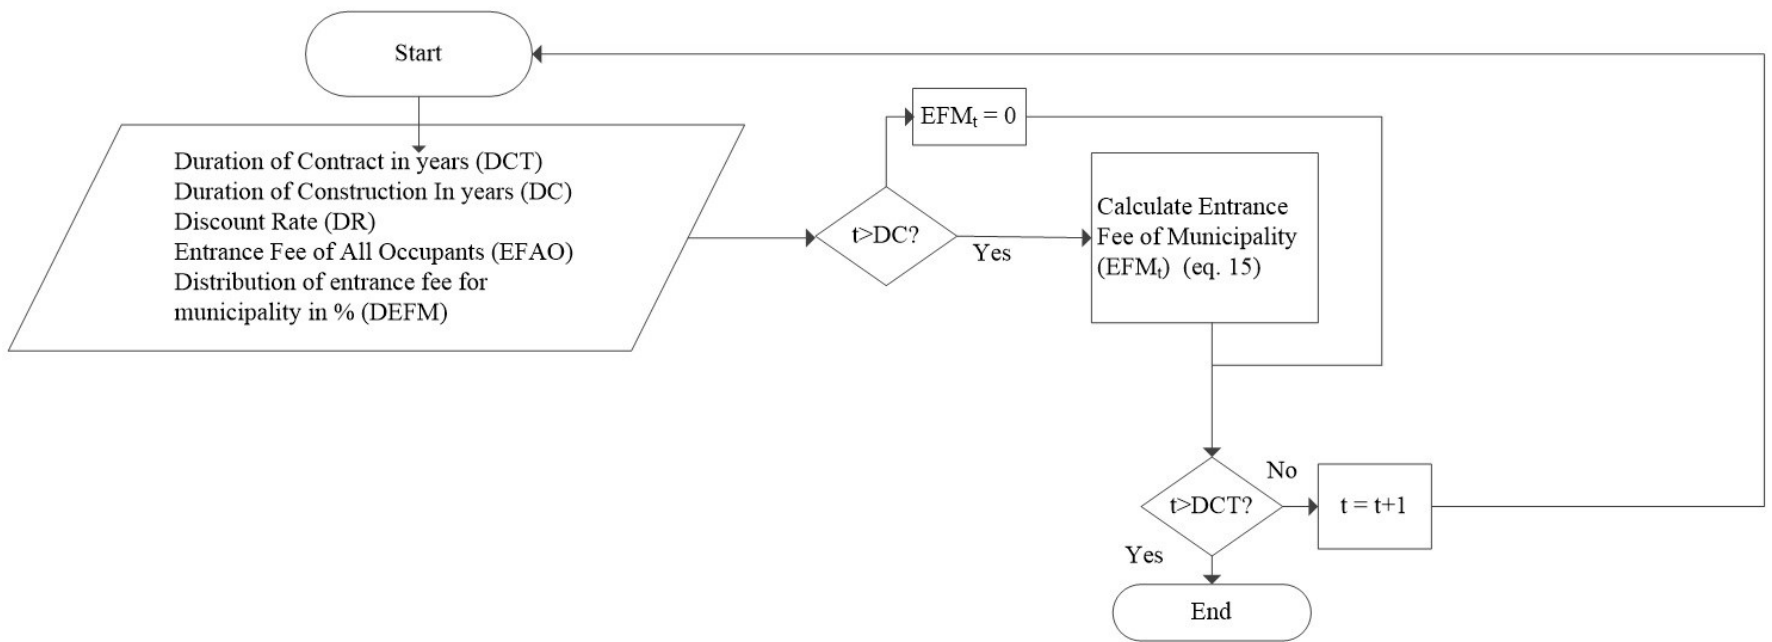 Start
Duration of Contract in years (DCT)
Duration of Construction In years (DC)
Discount Rate (DR)
Entrance Fee of All Occupants (EFAO)
Distribution of entrance fee for
municipality in % (DEFM)
t>DC?
EFMₜ = 0
Yes
Calculate Entrance
Fee of Municipality
(EFMₜ) (eq. 15)
t>DCT?
No
t = t+1
Yes
End